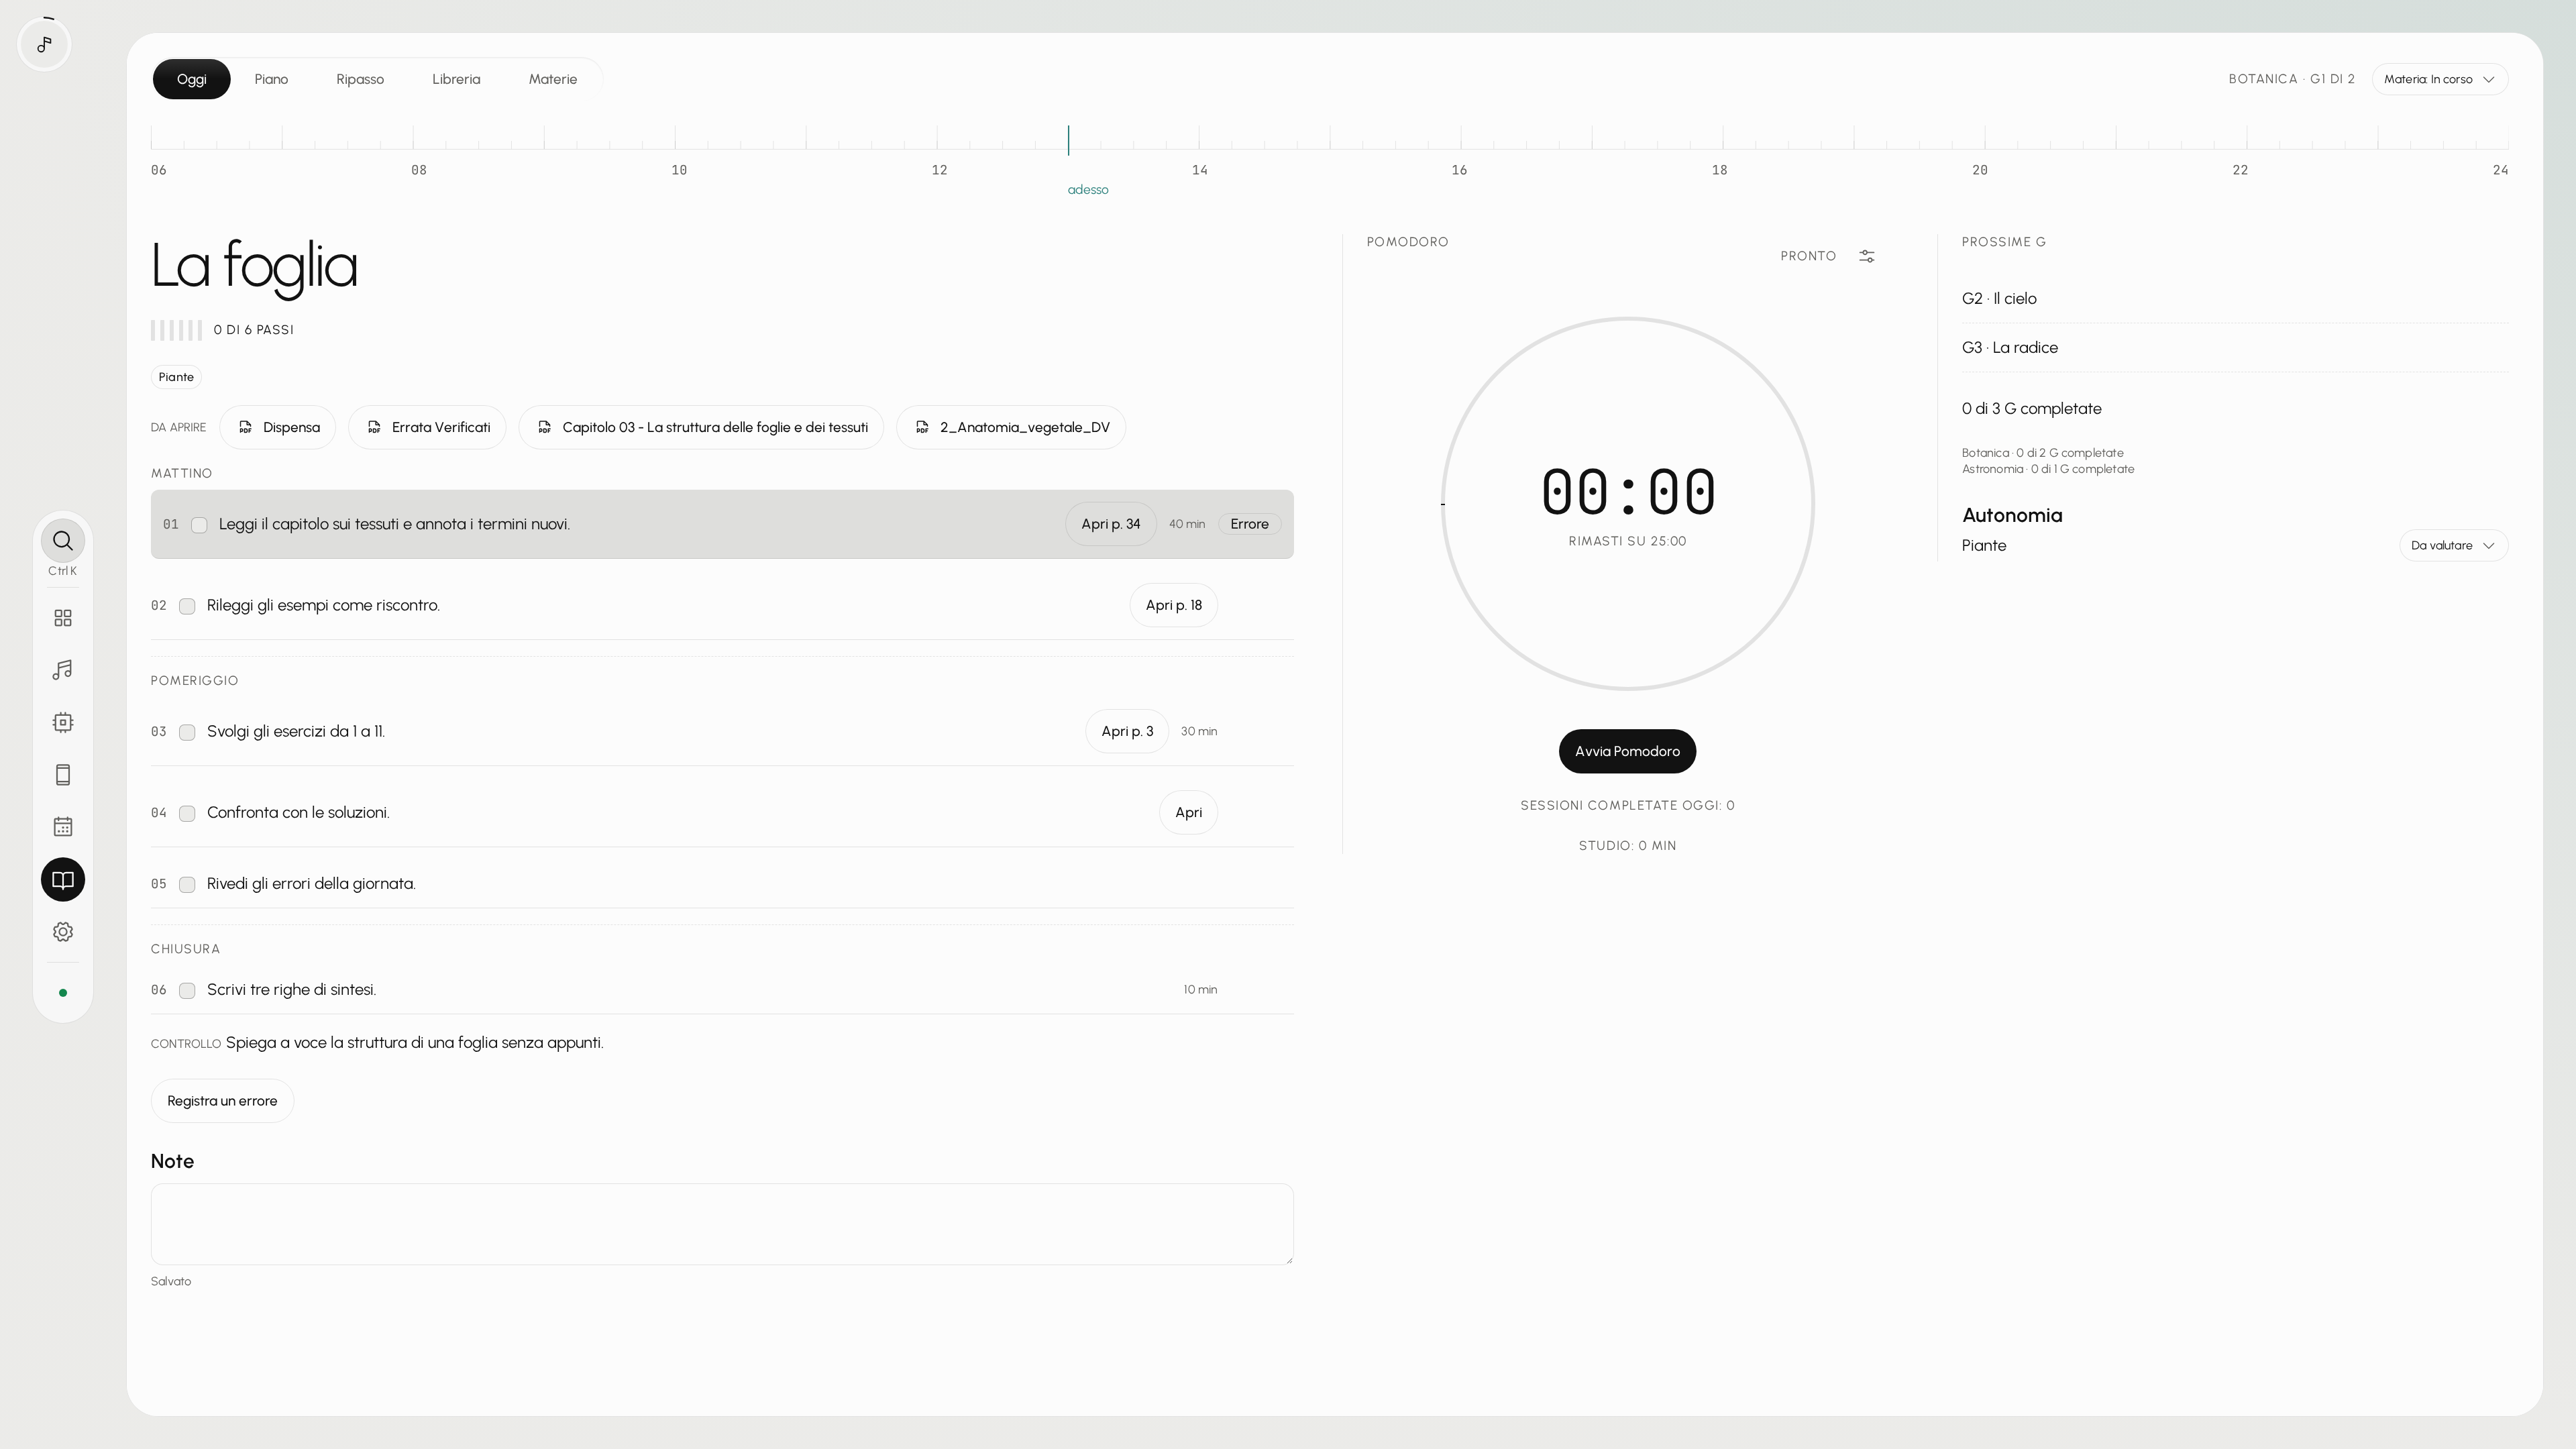 Oggi
Piano
Ripasso
Libreria
Materie
BOTANICA · G1 DI 2
Materia: In corso
06 08 10 12 14 16 18 20 22 24
adesso
La foglia
0 DI 6 PASSI
Piante
DA APRIRE
PDF Dispensa
PDF Errata Verificati
PDF Capitolo 03 - La struttura delle foglie e dei tessuti
PDF 2_Anatomia_vegetale_DV
MATTINO
01 Leggi il capitolo sui tessuti e annota i termini nuovi. Apri p. 34 40 min Errore
02 Rileggi gli esempi come riscontro. Apri p. 18
POMERIGGIO
03 Svolgi gli esercizi da 1 a 11. Apri p. 3 30 min
04 Confronta con le soluzioni. Apri
05 Rivedi gli errori della giornata.
CHIUSURA
06 Scrivi tre righe di sintesi. 10 min
CONTROLLO Spiega a voce la struttura di una foglia senza appunti.
Registra un errore
Note
Salvato
POMODORO
PRONTO
00:00
RIMASTI SU 25:00
Avvia Pomodoro
SESSIONI COMPLETATE OGGI: 0
STUDIO: 0 MIN
PROSSIME G
G2 · Il cielo
G3 · La radice
0 di 3 G completate
Botanica · 0 di 2 G completate
Astronomia · 0 di 1 G completate
Autonomia
Piante
Da valutare
Ctrl K